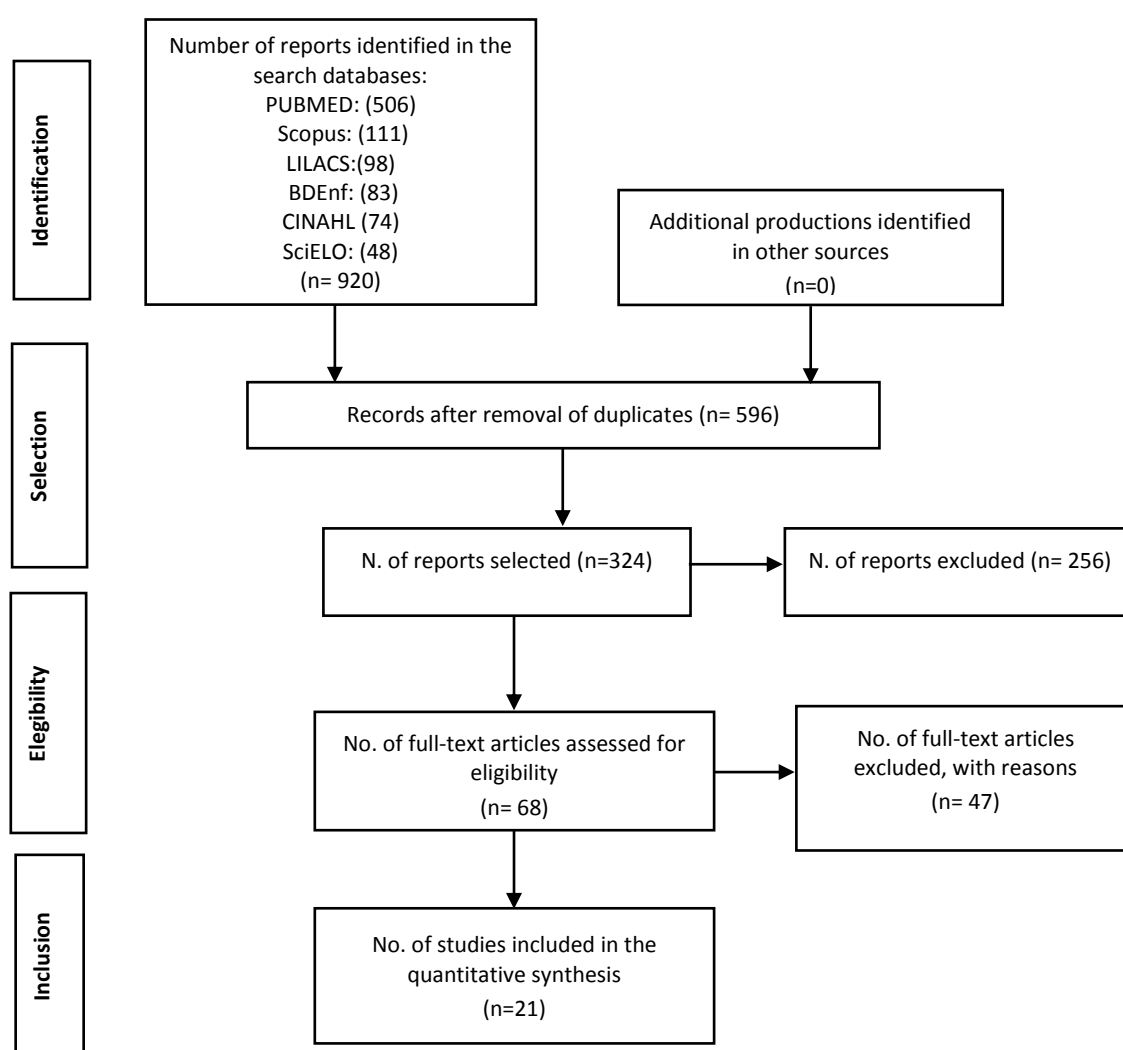 Identification
Number of reports identified in the
search databases:
PUBMED: (506)
Scopus: (111)
LILACS:(98)
BDEnf: (83)
CINAHL (74)
SciELO: (48)
(n= 920)
Additional productions identified
in other sources
(n=0)
Selection
Records after removal of duplicates (n= 596)
N. of reports selected (n=324)
N. of reports excluded (n= 256)
Elegibility
No. of full-text articles assessed for
eligibility
(n= 68)
No. of full-text articles
excluded, with reasons
(n= 47)
Inclusion
No. of studies included in the
quantitative synthesis
(n=21)